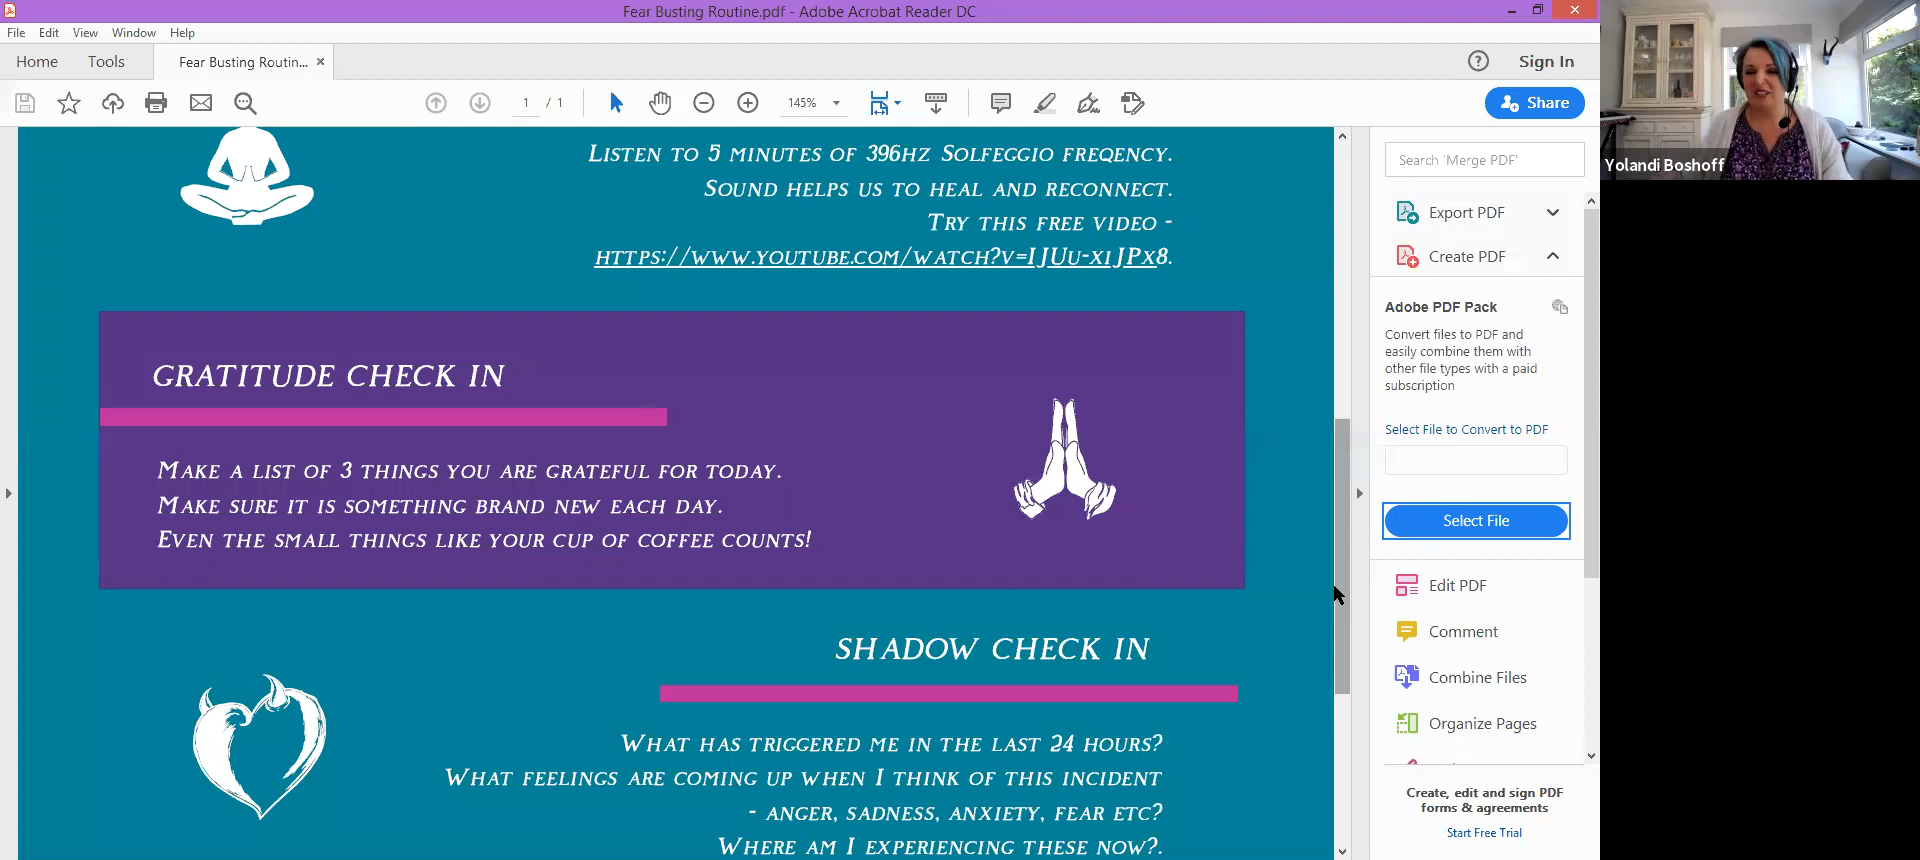 Fear Busting Routine.pdf - Adobe Acrobat Reader DC
File Edit View Window Help
Home Tools Fear Busting Routin... × Sign In
1 / 1 145% Share
LISTEN TO 5 MINUTES OF 396HZ SOLFEGGIO FREQENCY.
SOUND HELPS US TO HEAL AND RECONNECT.
TRY THIS FREE VIDEO -
HTTPS://WWW.YOUTUBE.COM/WATCH?V=IJUU-XIJPX8.
GRATITUDE CHECK IN
MAKE A LIST OF 3 THINGS YOU ARE GRATEFUL FOR TODAY.
MAKE SURE IT IS SOMETHING BRAND NEW EACH DAY.
EVEN THE SMALL THINGS LIKE YOUR CUP OF COFFEE COUNTS!
SHADOW CHECK IN
WHAT HAS TRIGGERED ME IN THE LAST 24 HOURS?
WHAT FEELINGS ARE COMING UP WHEN I THINK OF THIS INCIDENT
- ANGER, SADNESS, ANXIETY, FEAR ETC?
WHERE AM I EXPERIENCING THESE NOW?.
Search 'Merge PDF'
Export PDF
Create PDF
Adobe PDF Pack
Convert files to PDF and
easily combine them with
other file types with a paid
subscription
Select File to Convert to PDF
Select File
Edit PDF
Comment
Combine Files
Organize Pages
Create, edit and sign PDF
forms & agreements
Start Free Trial
Yolandi Boshoff